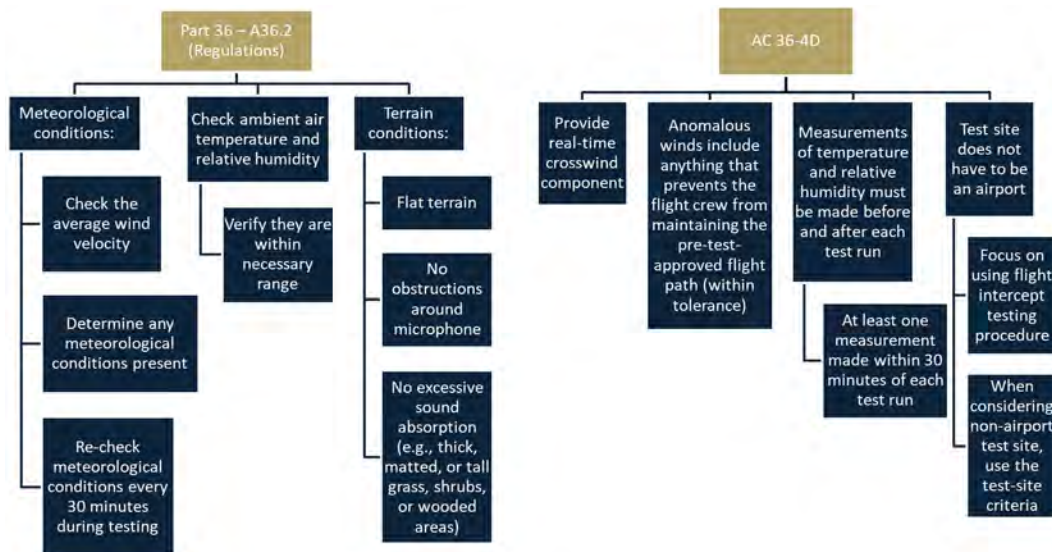 Part 36 – A36.2
(Regulations)
Meteorological
conditions:
Check the
average wind
velocity
Determine any
meteorological
conditions present
Re-check
meteorological
conditions every
30 minutes
during testing
Check ambient air
temperature and
relative humidity
Verify they are
within
necessary
range
Terrain
conditions:
Flat terrain
No
obstructions
around
microphone
No excessive
sound
absorption
(e.g., thick,
matted, or tall
grass, shrubs,
or wooded
areas)
AC 36-4D
Provide
real-time
crosswind
component
Anomalous
winds include
anything that
prevents the
flight crew from
maintaining the
pre-test-
approved flight
path (within
tolerance)
Measurements
of temperature
and relative
humidity must
be made before
and after each
test run
At least one
measurement
made within 30
minutes of each
test run
Test site
does not
have to be
an airport
Focus on
using flight
intercept
testing
procedure
When
considering
non-airport
test site,
use the
test-site
criteria